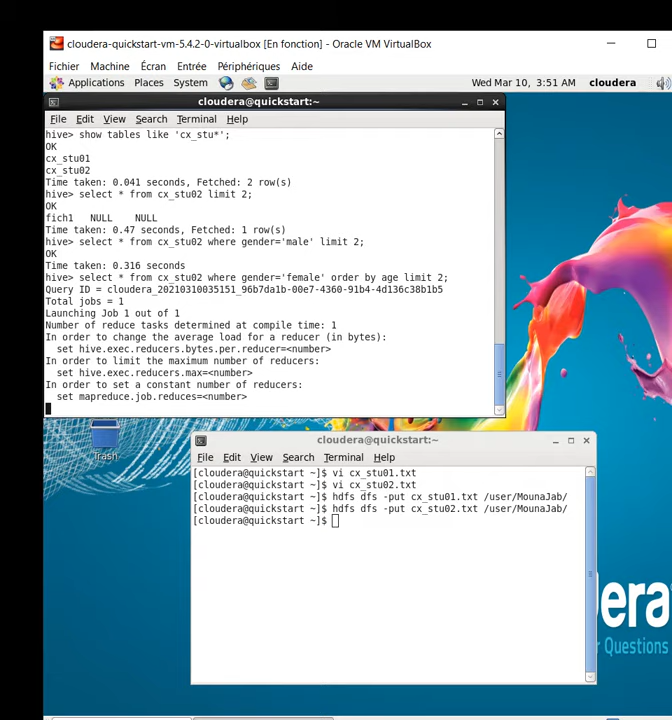 cloudera-quickstart-vm-5.4.2-0-virtualbox [En fonction] - Oracle VM VirtualBox
Fichier Machine Écran Entrée Périphériques Aide
Applications Places System Wed Mar 10, 3:51 AM cloudera
cloudera@quickstart:~
File Edit View Search Terminal Help
hive> show tables like 'cx_stu*';
OK
cx_stu01
cx_stu02
Time taken: 0.041 seconds, Fetched: 2 row(s)
hive> select * from cx_stu02 limit 2;
OK
fich1 NULL NULL
Time taken: 0.47 seconds, Fetched: 1 row(s)
hive> select * from cx_stu02 where gender='male' limit 2;
OK
Time taken: 0.316 seconds
hive> select * from cx_stu02 where gender='female' order by age limit 2;
Query ID = cloudera_20210310035151_96b7da1b-00e7-4360-91b4-4d136c38b1b5
Total jobs = 1
Launching Job 1 out of 1
Number of reduce tasks determined at compile time: 1
In order to change the average load for a reducer (in bytes):
set hive.exec.reducers.bytes.per.reducer=<number>
In order to limit the maximum number of reducers:
set hive.exec.reducers.max=<number>
In order to set a constant number of reducers:
set mapreduce.job.reduces=<number>
Trash
cloudera@quickstart:~
File Edit View Search Terminal Help
[cloudera@quickstart ~]$ vi cx_stu01.txt
[cloudera@quickstart ~]$ vi cx_stu02.txt
[cloudera@quickstart ~]$ hdfs dfs -put cx_stu01.txt /user/MounaJab/
[cloudera@quickstart ~]$ hdfs dfs -put cx_stu02.txt /user/MounaJab/
[cloudera@quickstart ~]$
dera
Questions